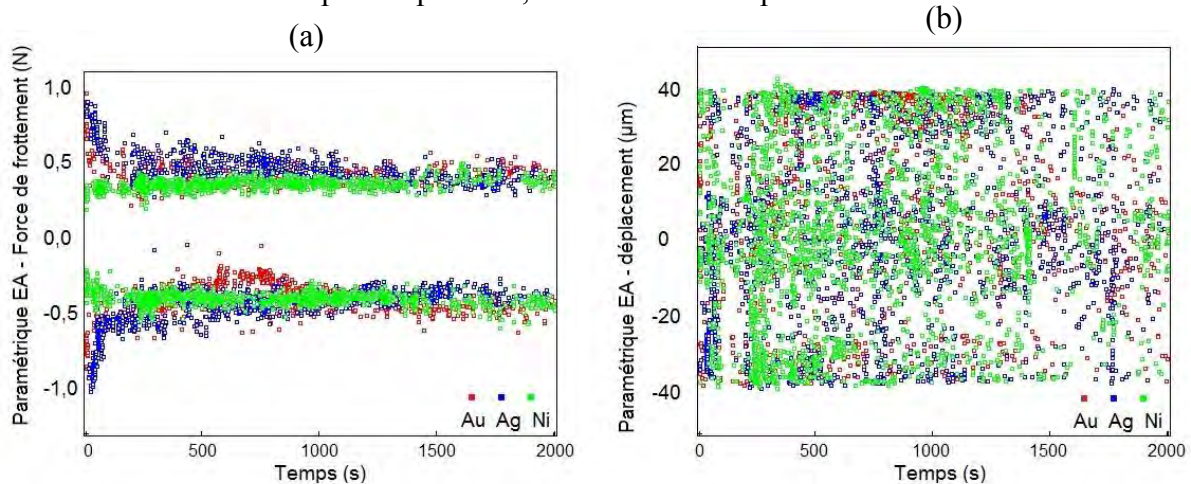 (a)
Paramétrique EA - Force de frottement (N)
1,0
0,5
0,0
-0,5
-1,0
Au Ag Ni
0 500 1000 1500 2000
Temps (s)
(b)
Paramétrique EA - déplacement (µm)
40
20
0
-20
-40
Au Ag Ni
0 500 1000 1500 2000
Temps (s)